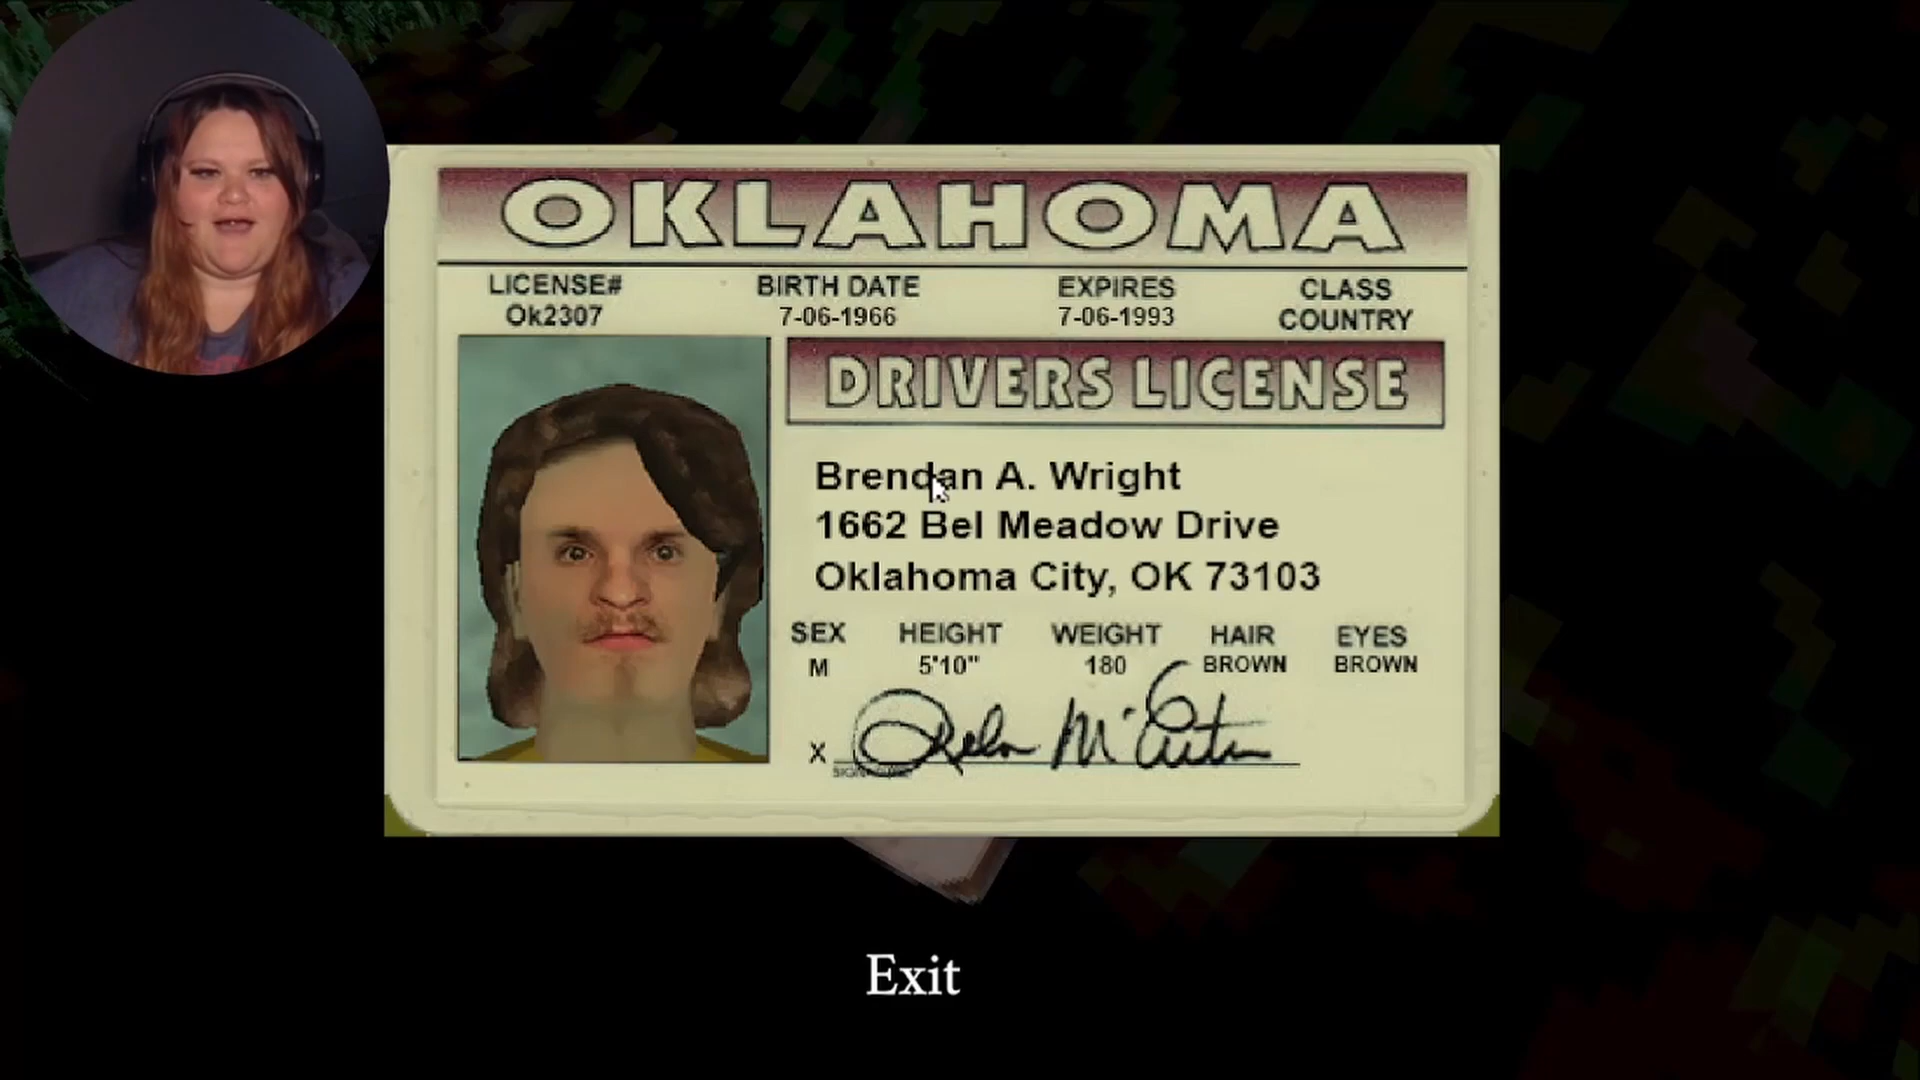 OKLAHOMA
LICENSE# BIRTH DATE EXPIRES CLASS
Ok2307 7-06-1966 7-06-1993 COUNTRY
DRIVERS LICENSE
Brendan A. Wright
1662 Bel Meadow Drive
Oklahoma City, OK 73103
SEX HEIGHT WEIGHT HAIR EYES
M 5'10" 180 BROWN BROWN
X
Exit